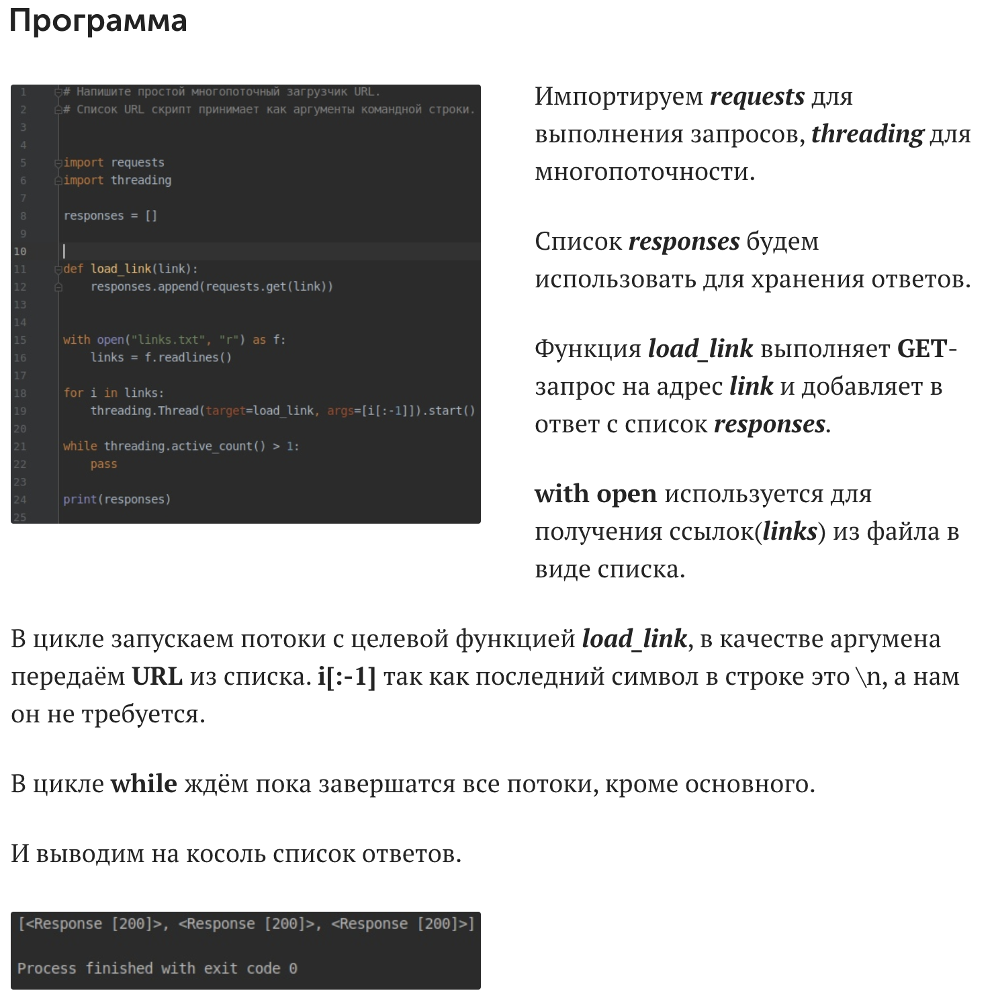 Программа
1 # Напишите простой многопоточный загрузчик URL.
2 # Список URL скрипт принимает как аргументы командной строки.
3
4
5 import requests
6 import threading
7
8 responses = []
9
10
11 def load_link(link):
12     responses.append(requests.get(link))
13
14
15 with open("links.txt", "r") as f:
16     links = f.readlines()
17
18 for i in links:
19     threading.Thread(target=load_link, args=[i[:-1]]).start()
20
21 while threading.active_count() > 1:
22     pass
23
24 print(responses)
25
Импортируем requests для
выполнения запросов, threading для
многопоточности.
Список responses будем
использовать для хранения ответов.
Функция load_link выполняет GET-
запрос на адрес link и добавляет в
ответ с список responses.
with open используется для
получения ссылок(links) из файла в
виде списка.
В цикле запускаем потоки с целевой функцией load_link, в качестве аргумена
передаём URL из списка. i[:-1] так как последний символ в строке это \n, а нам
он не требуется.
В цикле while ждём пока завершатся все потоки, кроме основного.
И выводим на косоль список ответов.
[<Response [200]>, <Response [200]>, <Response [200]>]
Process finished with exit code 0